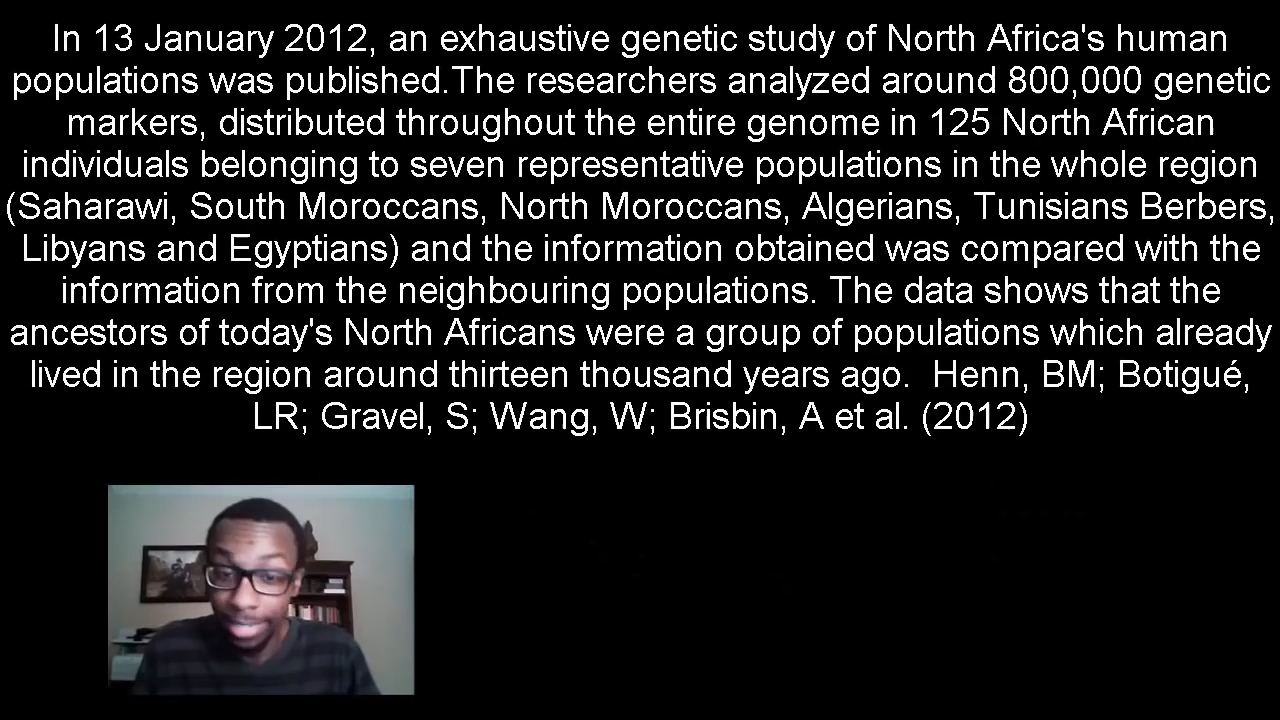 In 13 January 2012, an exhaustive genetic study of North Africa's human
populations was published.The researchers analyzed around 800,000 genetic
markers, distributed throughout the entire genome in 125 North African
individuals belonging to seven representative populations in the whole region
(Saharawi, South Moroccans, North Moroccans, Algerians, Tunisians Berbers,
Libyans and Egyptians) and the information obtained was compared with the
information from the neighbouring populations. The data shows that the
ancestors of today's North Africans were a group of populations which already
lived in the region around thirteen thousand years ago.  Henn, BM; Botigué,
LR; Gravel, S; Wang, W; Brisbin, A et al. (2012)